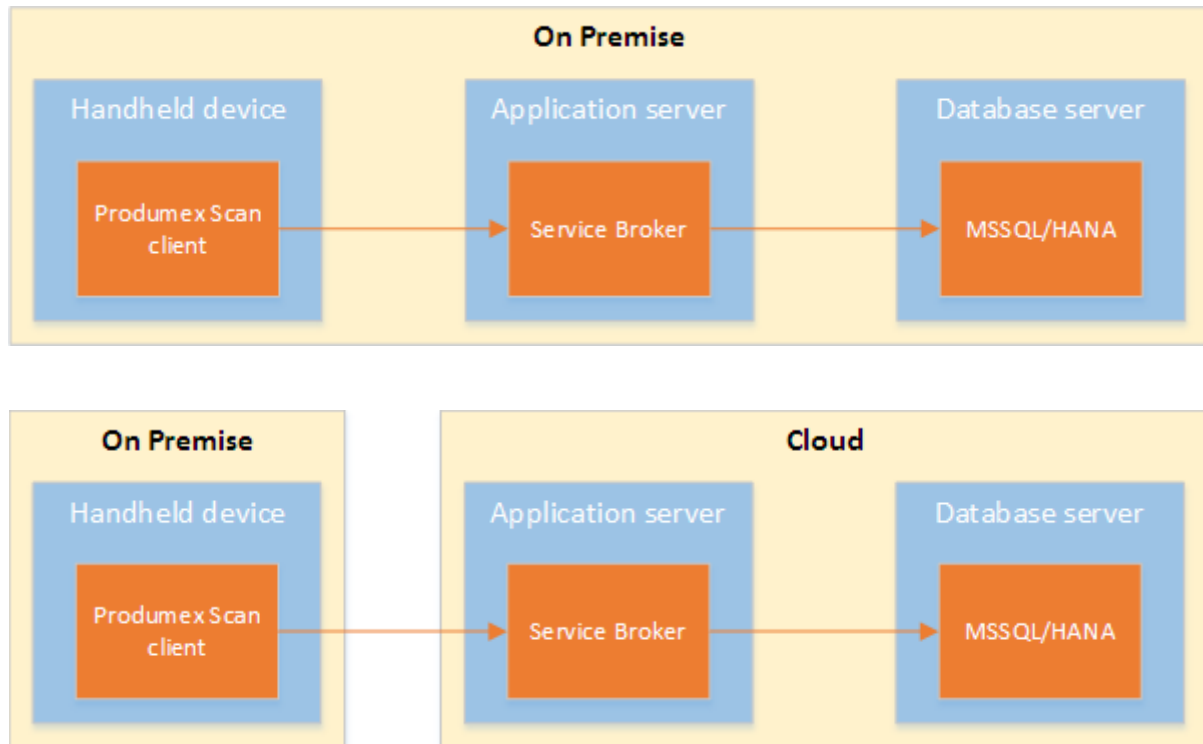 On Premise
Handheld device
Application server
Database server
Produmex Scan
client
Service Broker
MSSQL/HANA
On Premise
Cloud
Handheld device
Application server
Database server
Produmex Scan
client
Service Broker
MSSQL/HANA